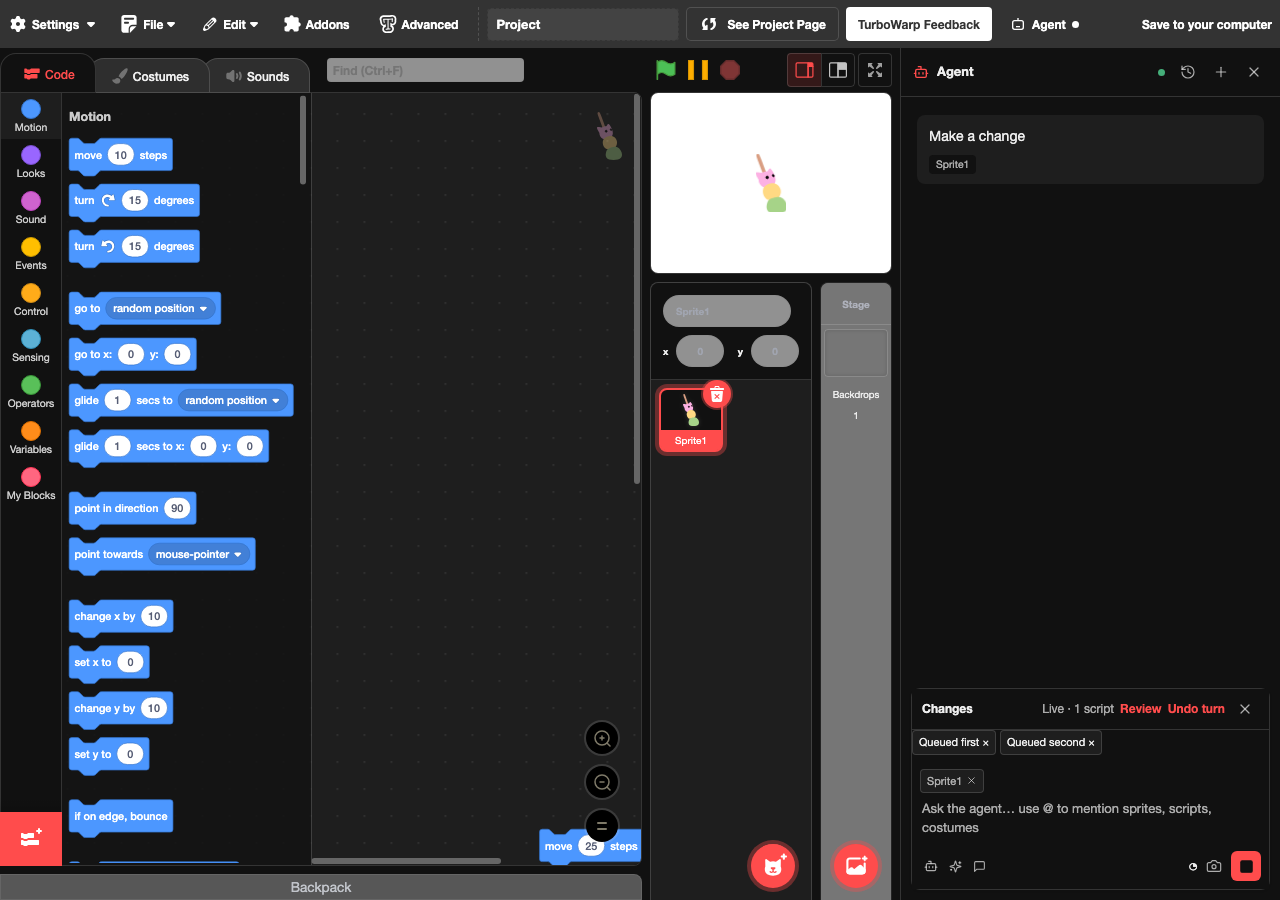 Settings File Edit Addons Advanced Project See Project Page TurboWarp Feedback Agent Save to your computer
Code Costumes Sounds
Find (Ctrl+F)
Agent
Motion
Looks
Sound
Events
Control
Sensing
Operators
Variables
My Blocks
Motion
move 10 steps
turn 15 degrees
turn 15 degrees
go to random position
go to x: 0 y: 0
glide 1 secs to random position
glide 1 secs to x: 0 y: 0
point in direction 90
point towards mouse-pointer
change x by 10
set x to 0
change y by 10
set y to 0
if on edge, bounce
move 25 steps
Backpack
Sprite1
x 0 y 0
Sprite1
Stage
Backdrops
1
Make a change
Sprite1
Changes Live · 1 script Review Undo turn
Queued first × Queued second ×
Sprite1 ×
Ask the agent… use @ to mention sprites, scripts,
costumes